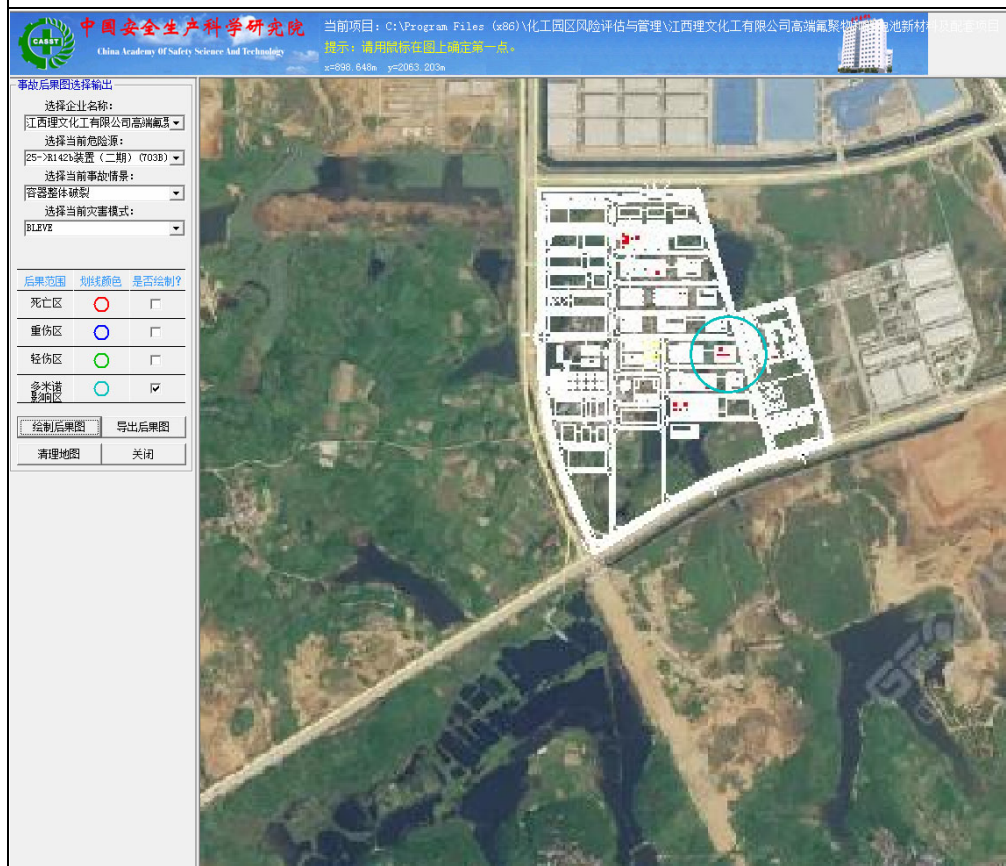 CASST
中国安全生产科学研究院
China Academy Of Safety Science And Technology
当前项目: C:\Program Files (x86)\化工园区风险评估与管理\江西理文化工有限公司高端氟聚物
电池新材料及配套项目
提示: 请用鼠标在图上确定第一点。
x=898.648m y=2063.203m
事故后果图选择输出
选择企业名称:
江西理文化工有限公司高端氟聚
选择当前危险源:
25->R142b装置（二期）(703B)
选择当前事故情景:
容器整体破裂
选择当前灾害模式:
BLEVE
后果范围 划线颜色 是否绘制?
死亡区
重伤区
轻伤区
多米诺
影响区
绘制后果图 导出后果图
清理地图 关闭